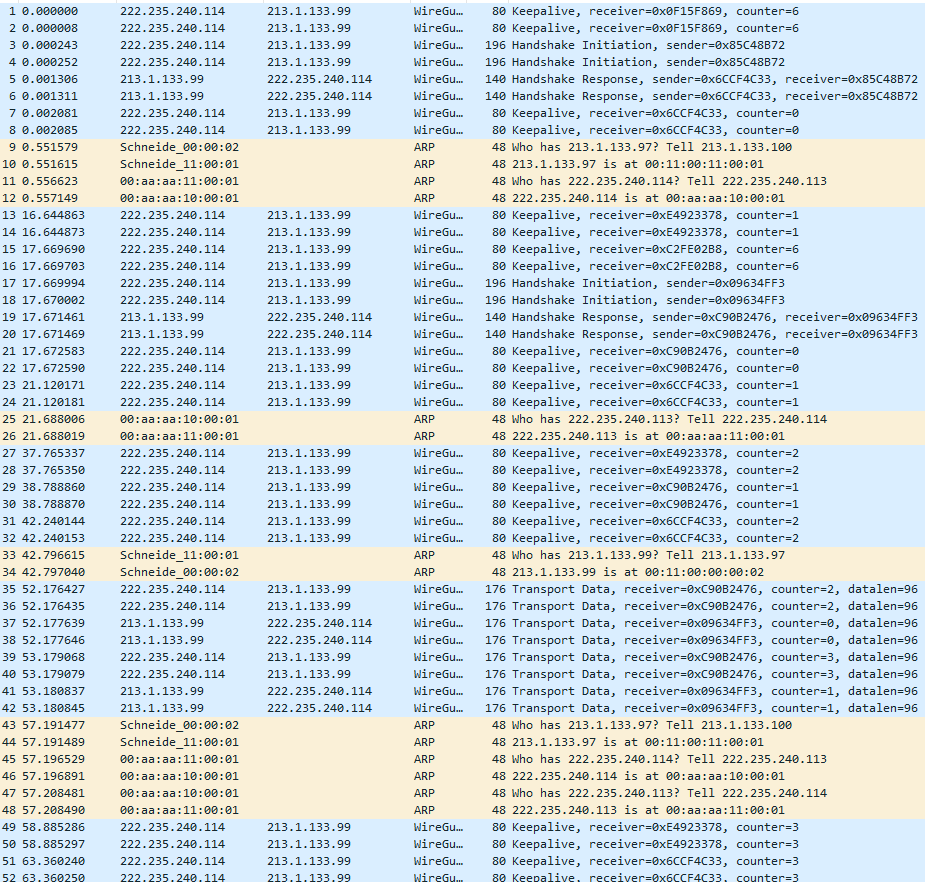 1 0.000000 222.235.240.114 213.1.133.99 WireGu… 80 Keepalive, receiver=0x0F15F869, counter=6
2 0.000008 222.235.240.114 213.1.133.99 WireGu… 80 Keepalive, receiver=0x0F15F869, counter=6
3 0.000243 222.235.240.114 213.1.133.99 WireGu… 196 Handshake Initiation, sender=0x85C48B72
4 0.000252 222.235.240.114 213.1.133.99 WireGu… 196 Handshake Initiation, sender=0x85C48B72
5 0.001306 213.1.133.99 222.235.240.114 WireGu… 140 Handshake Response, sender=0x6CCF4C33, receiver=0x85C48B72
6 0.001311 213.1.133.99 222.235.240.114 WireGu… 140 Handshake Response, sender=0x6CCF4C33, receiver=0x85C48B72
7 0.002081 222.235.240.114 213.1.133.99 WireGu… 80 Keepalive, receiver=0x6CCF4C33, counter=0
8 0.002085 222.235.240.114 213.1.133.99 WireGu… 80 Keepalive, receiver=0x6CCF4C33, counter=0
9 0.551579 Schneide_00:00:02 ARP 48 Who has 213.1.133.97? Tell 213.1.133.100
10 0.551615 Schneide_11:00:01 ARP 48 213.1.133.97 is at 00:11:00:11:00:01
11 0.556623 00:aa:aa:11:00:01 ARP 48 Who has 222.235.240.114? Tell 222.235.240.113
12 0.557149 00:aa:aa:10:00:01 ARP 48 222.235.240.114 is at 00:aa:aa:10:00:01
13 16.644863 222.235.240.114 213.1.133.99 WireGu… 80 Keepalive, receiver=0xE4923378, counter=1
14 16.644873 222.235.240.114 213.1.133.99 WireGu… 80 Keepalive, receiver=0xE4923378, counter=1
15 17.669690 222.235.240.114 213.1.133.99 WireGu… 80 Keepalive, receiver=0xC2FE02B8, counter=6
16 17.669703 222.235.240.114 213.1.133.99 WireGu… 80 Keepalive, receiver=0xC2FE02B8, counter=6
17 17.669994 222.235.240.114 213.1.133.99 WireGu… 196 Handshake Initiation, sender=0x09634FF3
18 17.670002 222.235.240.114 213.1.133.99 WireGu… 196 Handshake Initiation, sender=0x09634FF3
19 17.671461 213.1.133.99 222.235.240.114 WireGu… 140 Handshake Response, sender=0xC90B2476, receiver=0x09634FF3
20 17.671469 213.1.133.99 222.235.240.114 WireGu… 140 Handshake Response, sender=0xC90B2476, receiver=0x09634FF3
21 17.672583 222.235.240.114 213.1.133.99 WireGu… 80 Keepalive, receiver=0xC90B2476, counter=0
22 17.672590 222.235.240.114 213.1.133.99 WireGu… 80 Keepalive, receiver=0xC90B2476, counter=0
23 21.120171 222.235.240.114 213.1.133.99 WireGu… 80 Keepalive, receiver=0x6CCF4C33, counter=1
24 21.120181 222.235.240.114 213.1.133.99 WireGu… 80 Keepalive, receiver=0x6CCF4C33, counter=1
25 21.688006 00:aa:aa:10:00:01 ARP 48 Who has 222.235.240.113? Tell 222.235.240.114
26 21.688019 00:aa:aa:11:00:01 ARP 48 222.235.240.113 is at 00:aa:aa:11:00:01
27 37.765337 222.235.240.114 213.1.133.99 WireGu… 80 Keepalive, receiver=0xE4923378, counter=2
28 37.765350 222.235.240.114 213.1.133.99 WireGu… 80 Keepalive, receiver=0xE4923378, counter=2
29 38.788860 222.235.240.114 213.1.133.99 WireGu… 80 Keepalive, receiver=0xC90B2476, counter=1
30 38.788870 222.235.240.114 213.1.133.99 WireGu… 80 Keepalive, receiver=0xC90B2476, counter=1
31 42.240144 222.235.240.114 213.1.133.99 WireGu… 80 Keepalive, receiver=0x6CCF4C33, counter=2
32 42.240153 222.235.240.114 213.1.133.99 WireGu… 80 Keepalive, receiver=0x6CCF4C33, counter=2
33 42.796615 Schneide_11:00:01 ARP 48 Who has 213.1.133.99? Tell 213.1.133.97
34 42.797040 Schneide_00:00:02 ARP 48 213.1.133.99 is at 00:11:00:00:00:02
35 52.176427 222.235.240.114 213.1.133.99 WireGu… 176 Transport Data, receiver=0xC90B2476, counter=2, datalen=96
36 52.176435 222.235.240.114 213.1.133.99 WireGu… 176 Transport Data, receiver=0xC90B2476, counter=2, datalen=96
37 52.177639 213.1.133.99 222.235.240.114 WireGu… 176 Transport Data, receiver=0x09634FF3, counter=0, datalen=96
38 52.177646 213.1.133.99 222.235.240.114 WireGu… 176 Transport Data, receiver=0x09634FF3, counter=0, datalen=96
39 53.179068 222.235.240.114 213.1.133.99 WireGu… 176 Transport Data, receiver=0xC90B2476, counter=3, datalen=96
40 53.179079 222.235.240.114 213.1.133.99 WireGu… 176 Transport Data, receiver=0xC90B2476, counter=3, datalen=96
41 53.180837 213.1.133.99 222.235.240.114 WireGu… 176 Transport Data, receiver=0x09634FF3, counter=1, datalen=96
42 53.180845 213.1.133.99 222.235.240.114 WireGu… 176 Transport Data, receiver=0x09634FF3, counter=1, datalen=96
43 57.191477 Schneide_00:00:02 ARP 48 Who has 213.1.133.97? Tell 213.1.133.100
44 57.191489 Schneide_11:00:01 ARP 48 213.1.133.97 is at 00:11:00:11:00:01
45 57.196529 00:aa:aa:11:00:01 ARP 48 Who has 222.235.240.114? Tell 222.235.240.113
46 57.196891 00:aa:aa:10:00:01 ARP 48 222.235.240.114 is at 00:aa:aa:10:00:01
47 57.208481 00:aa:aa:10:00:01 ARP 48 Who has 222.235.240.113? Tell 222.235.240.114
48 57.208490 00:aa:aa:11:00:01 ARP 48 222.235.240.113 is at 00:aa:aa:11:00:01
49 58.885286 222.235.240.114 213.1.133.99 WireGu… 80 Keepalive, receiver=0xE4923378, counter=3
50 58.885297 222.235.240.114 213.1.133.99 WireGu… 80 Keepalive, receiver=0xE4923378, counter=3
51 63.360240 222.235.240.114 213.1.133.99 WireGu… 80 Keepalive, receiver=0x6CCF4C33, counter=3
52 63.360250 222.235.240.114 213.1.133.99 WireGu… 80 Keepalive, receiver=0x6CCF4C33, counter=3